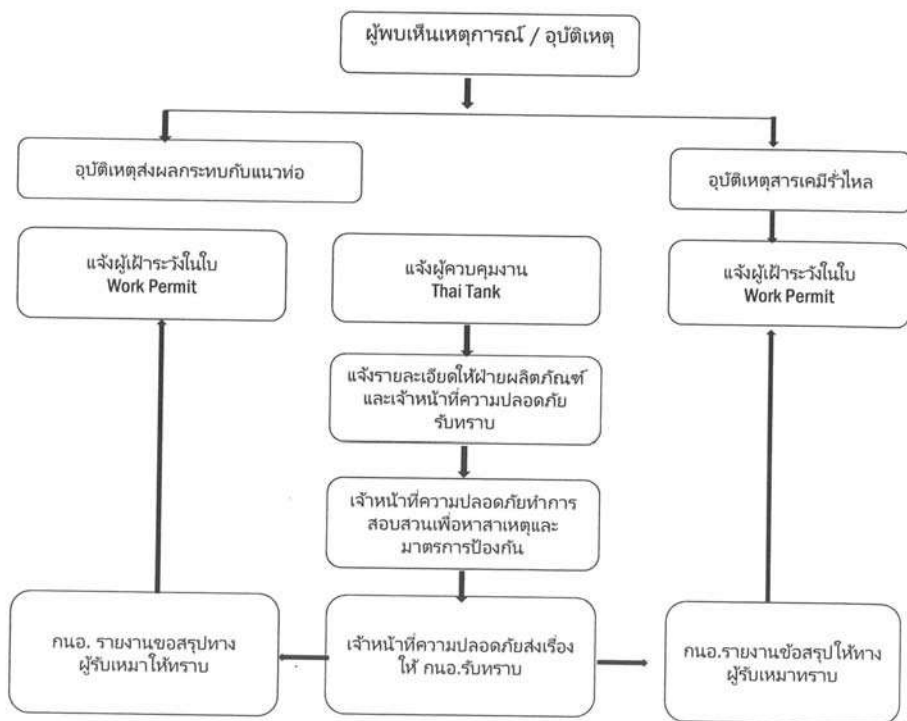 ผู้พบเห็นเหตุการณ์ / อุบัติเหตุ
อุบัติเหตุส่งผลกระทบกับแนวท่อ
อุบัติเหตุสารเคมีรั่วไหล
แจ้งผู้เฝ้าระวังในใบ
Work Permit
แจ้งผู้ควบคุมงาน
Thai Tank
แจ้งผู้เฝ้าระวังในใบ
Work Permit
แจ้งรายละเอียดให้ฝ่ายผลิตภัณฑ์
และเจ้าหน้าที่ความปลอดภัย
รับทราบ
เจ้าหน้าที่ความปลอดภัยทำการ
สอบสวนเพื่อหาสาเหตุและ
มาตรการป้องกัน
กนอ. รายงานขอสรุปทาง
ผู้รับเหมาให้ทราบ
เจ้าหน้าที่ความปลอดภัยส่งเรื่อง
ให้ กนอ.รับทราบ
กนอ.รายงานข้อสรุปให้ทาง
ผู้รับเหมาทราบ